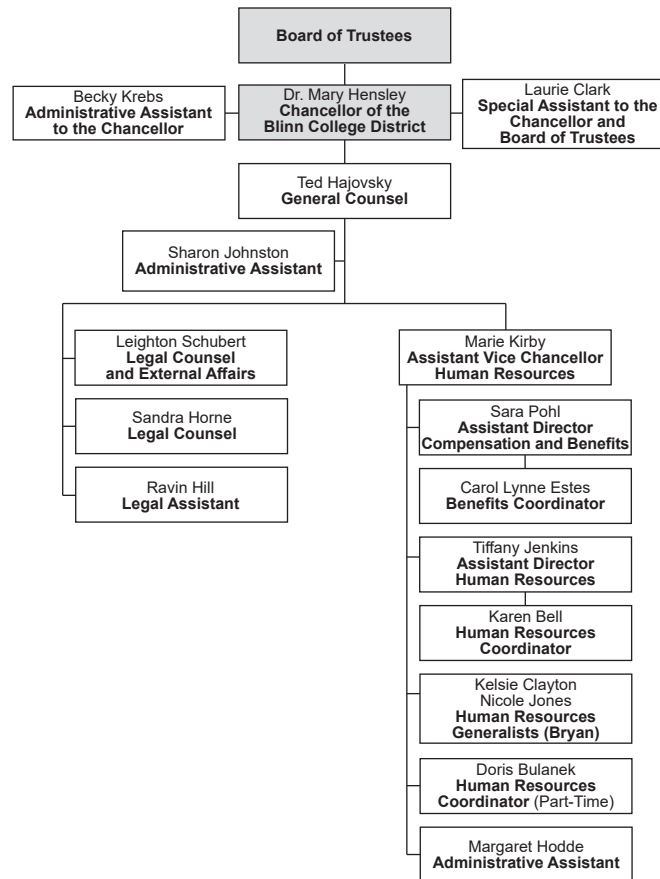 Board of Trustees
Becky Krebs
Administrative Assistant
to the Chancellor
Dr. Mary Hensley
Chancellor of the
Blinn College District
Laurie Clark
Special Assistant to the
Chancellor and
Board of Trustees
Ted Hajovsky
General Counsel
Sharon Johnston
Administrative Assistant
Leighton Schubert
Legal Counsel
and External Affairs
Sandra Horne
Legal Counsel
Ravin Hill
Legal Assistant
Marie Kirby
Assistant Vice Chancellor
Human Resources
Sara Pohl
Assistant Director
Compensation and Benefits
Carol Lynne Estes
Benefits Coordinator
Tiffany Jenkins
Assistant Director
Human Resources
Karen Bell
Human Resources
Coordinator
Kelsie Clayton
Nicole Jones
Human Resources
Generalists (Bryan)
Doris Bulanek
Human Resources
Coordinator (Part-Time)
Margaret Hodde
Administrative Assistant